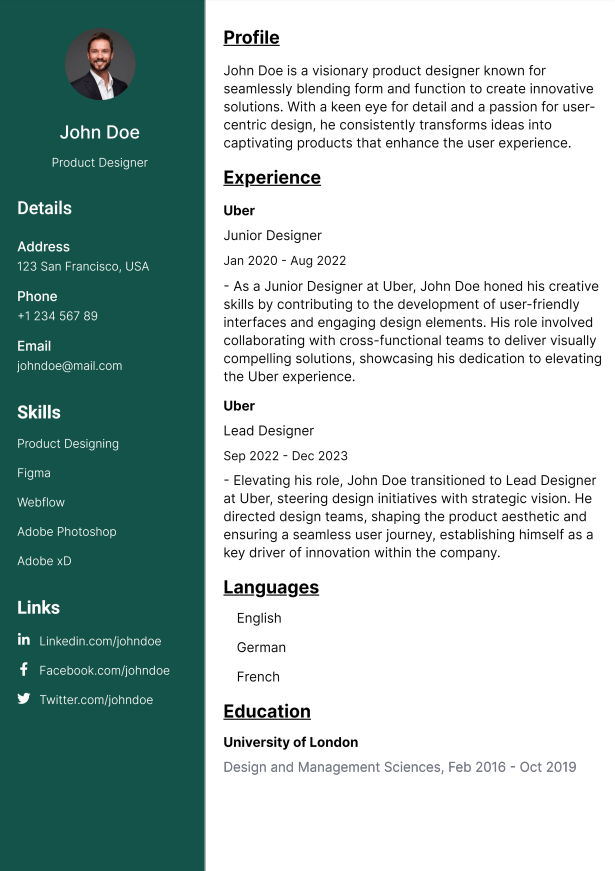 John Doe
Product Designer
Details
Address
123 San Francisco, USA
Phone
+1 234 567 89
Email
johndoe@mail.com
Skills
Product Designing
Figma
Webflow
Adobe Photoshop
Adobe xD
Links
Linkedin.com/johndoe
Facebook.com/johndoe
Twitter.com/johndoe
Profile
John Doe is a visionary product designer known for
seamlessly blending form and function to create innovative
solutions. With a keen eye for detail and a passion for user-
centric design, he consistently transforms ideas into
captivating products that enhance the user experience.
Experience
Uber
Junior Designer
Jan 2020 - Aug 2022
- As a Junior Designer at Uber, John Doe honed his creative
skills by contributing to the development of user-friendly
interfaces and engaging design elements. His role involved
collaborating with cross-functional teams to deliver visually
compelling solutions, showcasing his dedication to elevating
the Uber experience.
Uber
Lead Designer
Sep 2022 - Dec 2023
- Elevating his role, John Doe transitioned to Lead Designer
at Uber, steering design initiatives with strategic vision. He
directed design teams, shaping the product aesthetic and
ensuring a seamless user journey, establishing himself as a
key driver of innovation within the company.
Languages
English
German
French
Education
University of London
Design and Management Sciences, Feb 2016 - Oct 2019